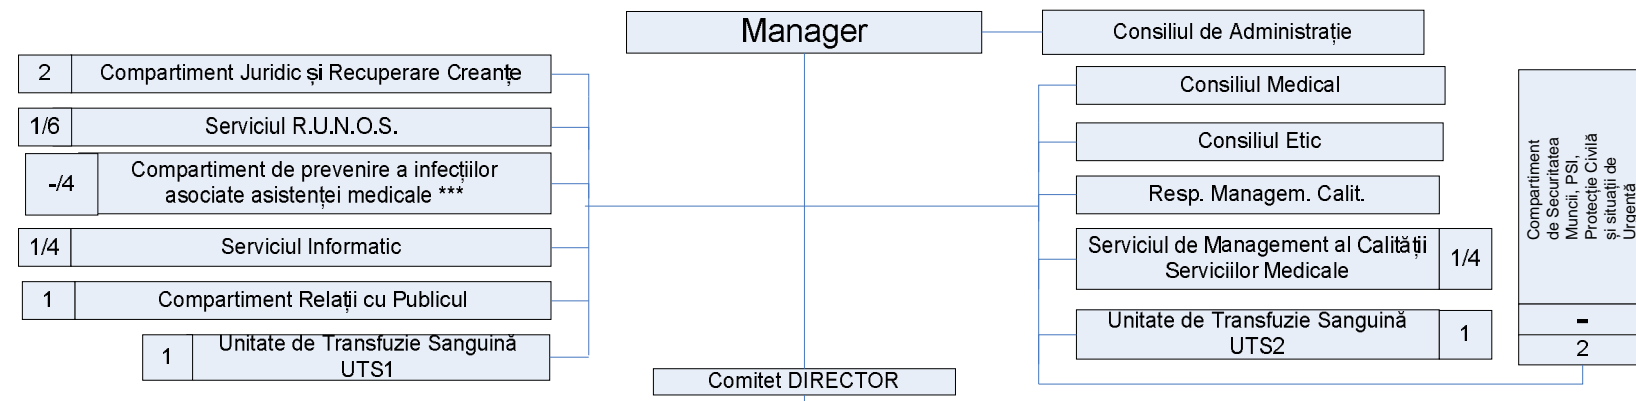 Manager
Consiliul de Administrație
2 Compartiment Juridic și Recuperare Creanțe
1/6 Serviciul R.U.N.O.S.
-/4 Compartiment de prevenire a infecțiilor
asociate asistenței medicale ***
1/4 Serviciul Informatic
1 Compartiment Relații cu Publicul
1 Unitate de Transfuzie Sanguină
UTS1
Comitet DIRECTOR
Consiliul Medical
Consiliul Etic
Resp. Managem. Calit.
Serviciul de Management al Calității
Serviciilor Medicale 1/4
Unitate de Transfuzie Sanguină
UTS2 1
Compartiment
de Securitatea
Muncii, PSI,
Protecție Civilă
și situații de
Urgență
-
2